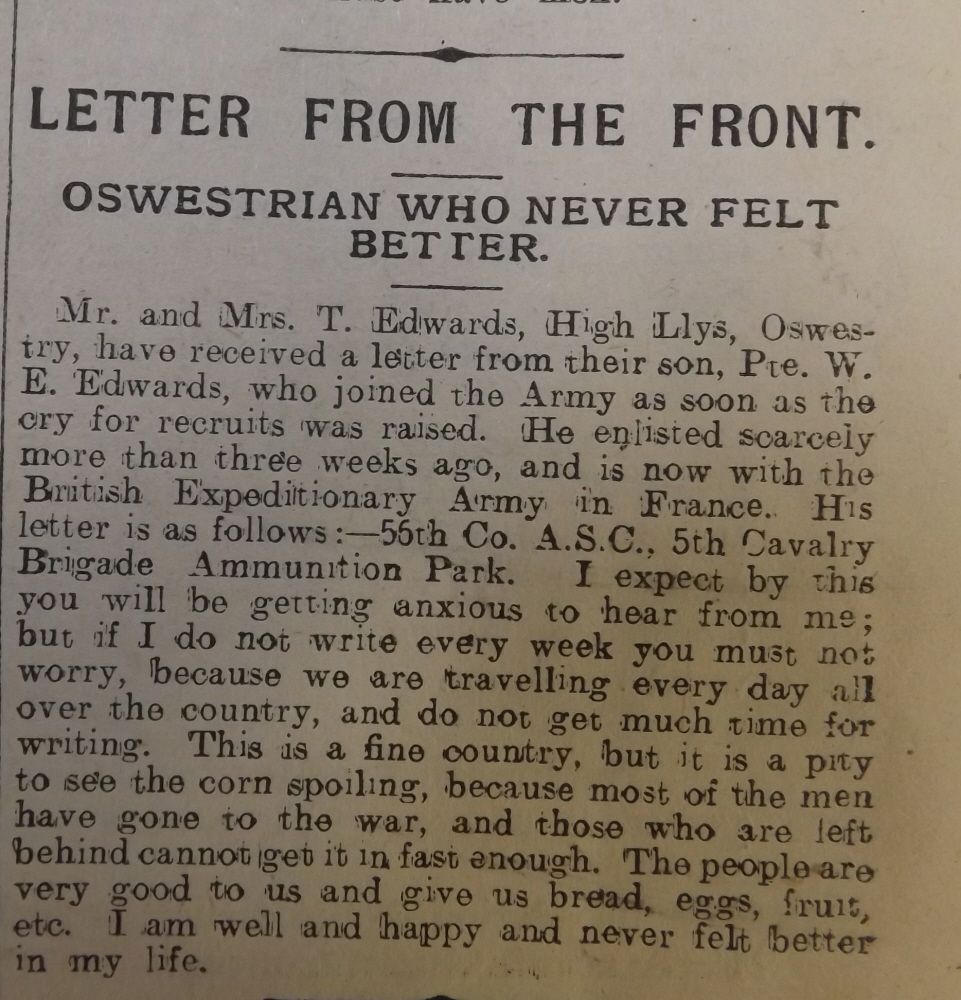 LETTER FROM THE FRONT.
OSWESTRIAN WHO NEVER FELT
BETTER.
Mr. and Mrs. T. Edwards, High Llys, Oswes-
try, have received a letter from their son, Pte. W.
E. Edwards, who joined the Army as soon as the
cry for recruits was raised. He enlisted scarcely
more than three weeks ago, and is now with the
British Expeditionary Army in France. His
letter is as follows:—56th Co. A.S.C., 5th Cavalry
Brigade Ammunition Park. I expect by this
you will be getting anxious to hear from me;
but if I do not write every week you must not
worry, because we are travelling every day all
over the country, and do not get much time for
writing. This is a fine country, but it is a pity
to see the corn spoiling, because most of the men
have gone to the war, and those who are left
behind cannot get it in fast enough. The people are
very good to us and give us bread, eggs, fruit,
etc. I am well and happy and never felt better
in my life.